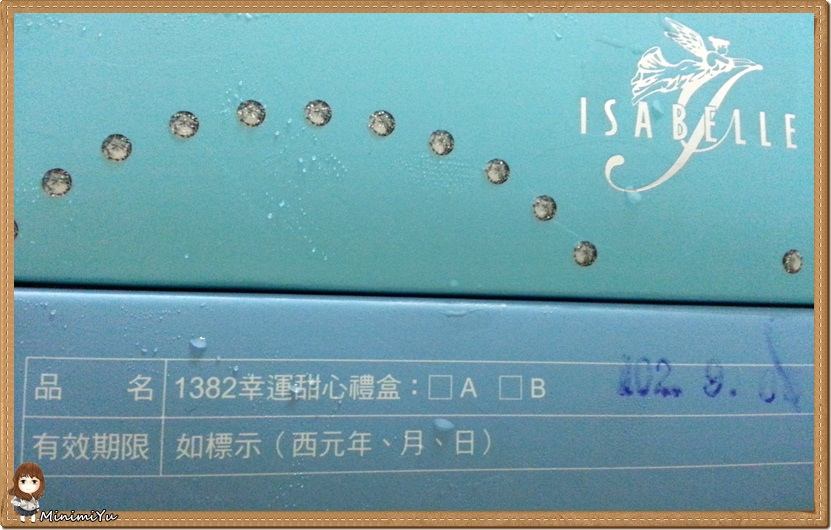 ISABELLE
品名 1382幸運甜心禮盒：□A □B
有效期限 如標示（西元年、月、日）
MinimiYu